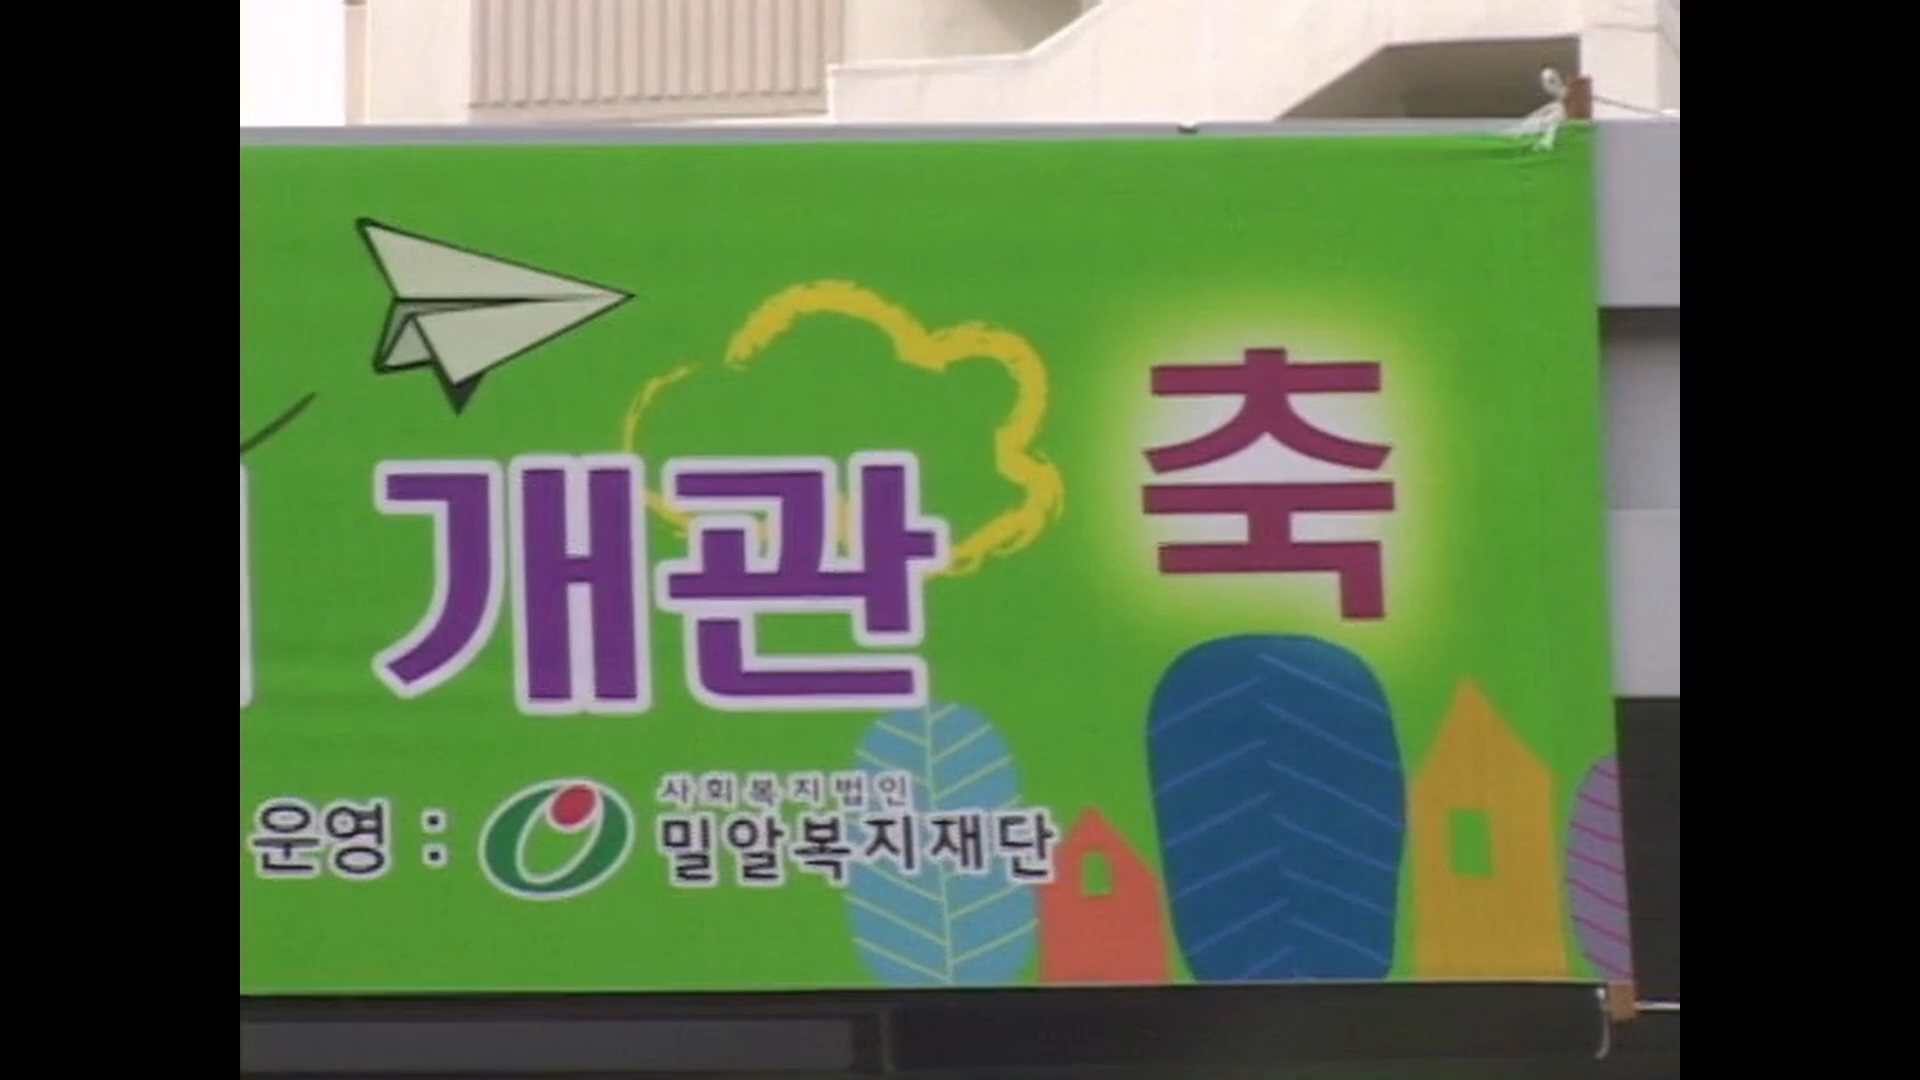 개관 축
운영 :
사회복지법인
밀알복지재단